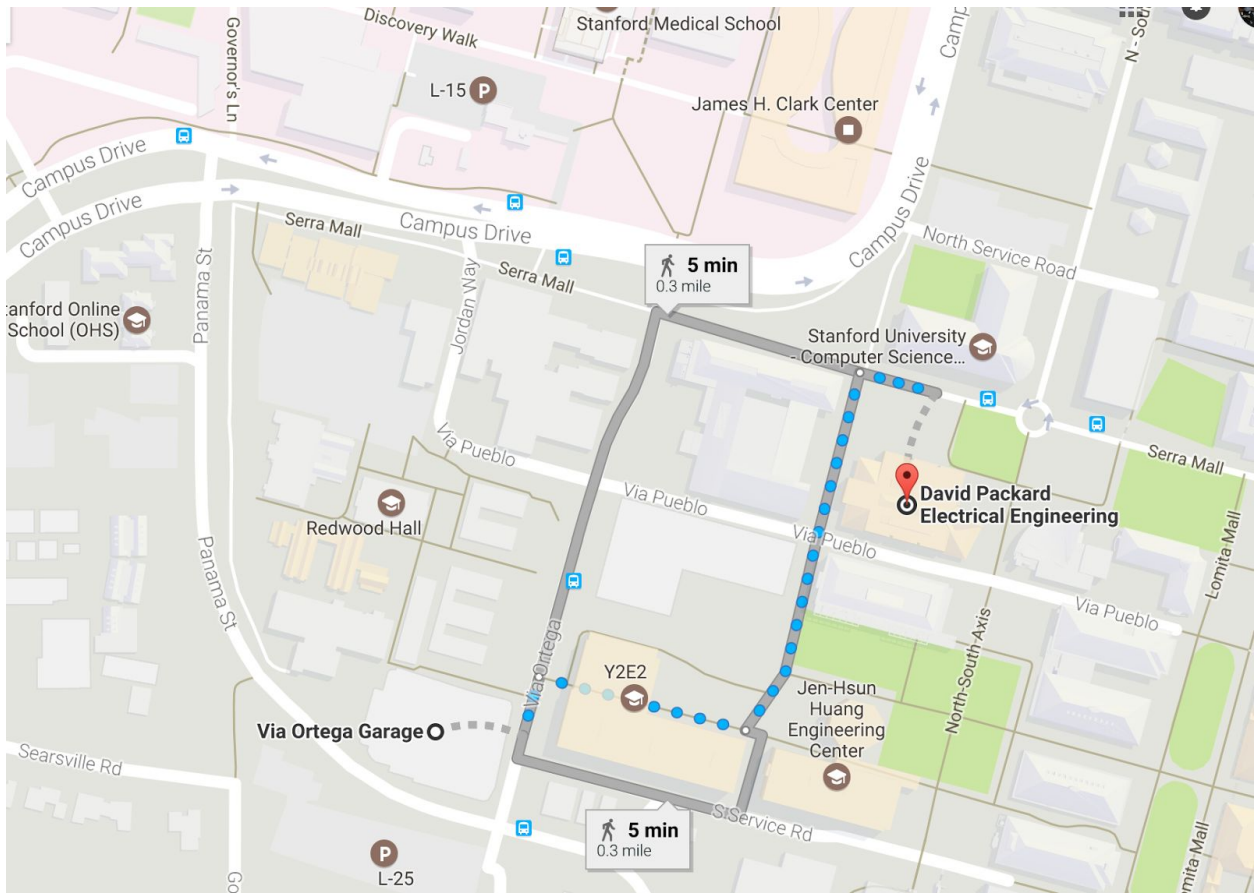 Stanford Medical School
Discovery Walk
Governor's Ln
L-15
P
James H. Clark Center
Campus Drive
Campus Drive
Campus Drive
Campus Drive
Serra Mall
Serra Mall
North Service Road
Panama St
Jordan Way
5 min
0.3 mile
Stanford Online
School (OHS)
Stanford University
- Computer Science...
Via Pueblo
Via Pueblo
Via Pueblo
Via Pueblo
Serra Mall
David Packard
Electrical Engineering
Redwood Hall
Panama St
Lomita Mall
North-South Axis
Via Ortega
Y2E2
Jen-Hsun
Huang
Engineering
Center
Via Ortega Garage
Searsville Rd
S Service Rd
5 min
0.3 mile
P
L-25
Lomita Mall